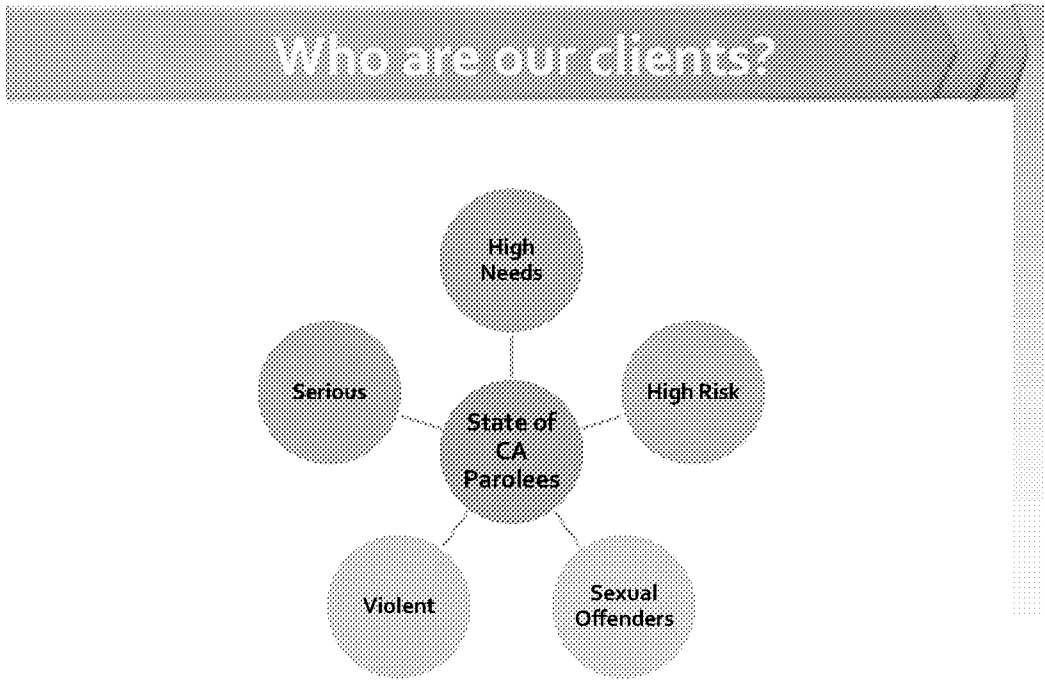 Who are our clients?
High
Needs
Serious
High Risk
State of
CA
Parolees
Violent
Sexual
Offenders